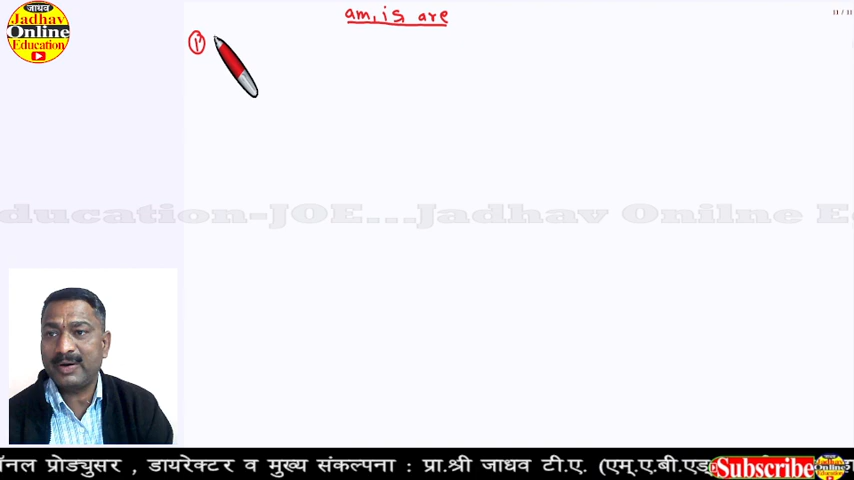 जाधव
Jadhav
Online
Education
am, is, are
11 / 11
1
ducation-JOE...Jadhav Onilne E
नल प्रोड्युसर , डायरेक्टर व मुख्य संकल्पना : प्रा.श्री जाधव टी.ए. (एम्.ए.बी.एड्
Subscribe